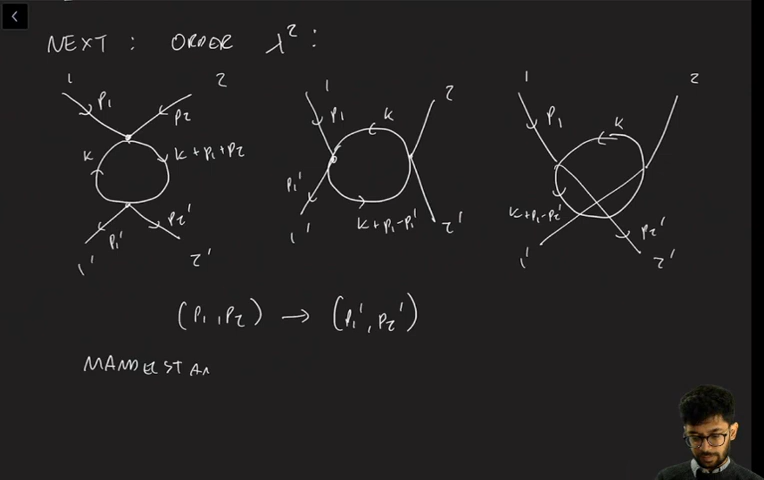 NEXT : ORDER λ² :
1 2 1 2 1 2
p₁ p₂ p₁ k p₁ k
k k+p₁+p₂
p₁' p₂' p₁' k+p₁-p₁' k+p₁-p₂' p₂'
1' 2' 1' 2' 1' 2'
(p₁, p₂) → (p₁', p₂')
MANDELSTAM